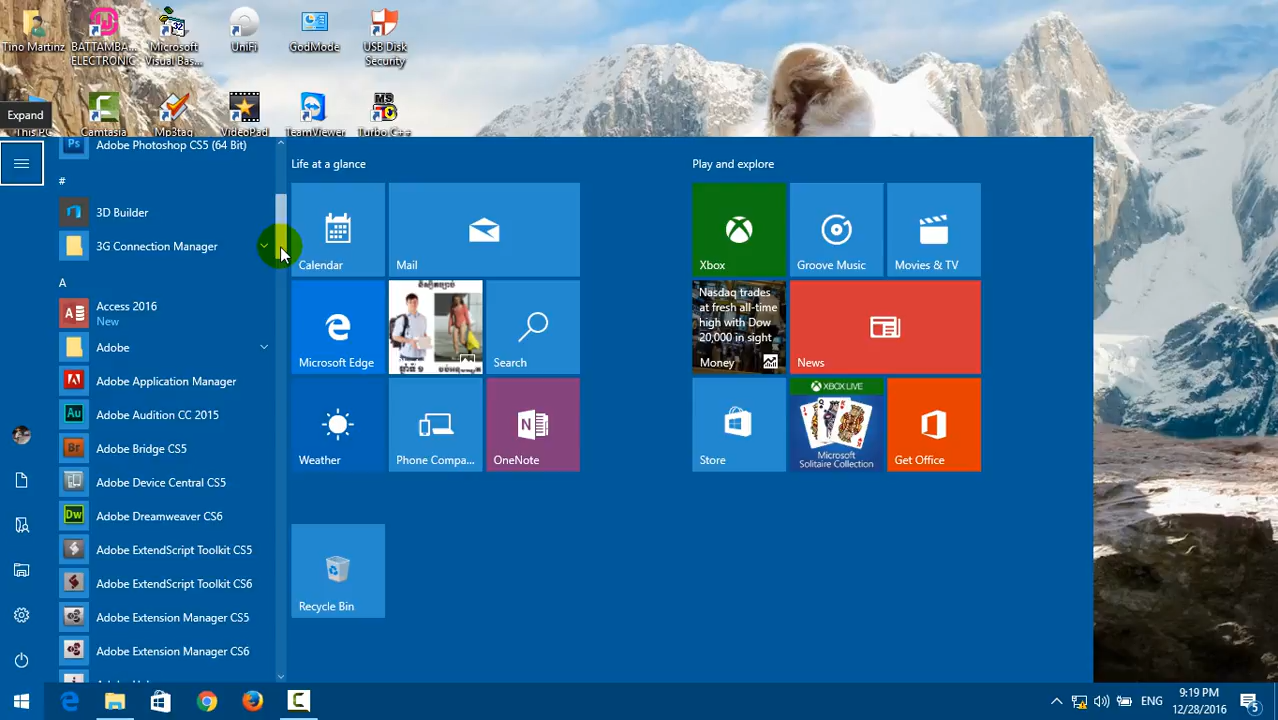 Tino Martinz
BATTAMBA...
ELECTRONIC
Microsoft
Visual Bas...
UniFi
GodMode
USB Disk
Security
Expand
This PC
Camtasia
Mp3tag
VideoPad
TeamViewer
Turbo C++
Adobe Photoshop CS5 (64 Bit)
#
3D Builder
3G Connection Manager
A
Access 2016
New
Adobe
Adobe Application Manager
Adobe Audition CC 2015
Adobe Bridge CS5
Adobe Device Central CS5
Adobe Dreamweaver CS6
Adobe ExtendScript Toolkit CS5
Adobe ExtendScript Toolkit CS6
Adobe Extension Manager CS5
Adobe Extension Manager CS6
Life at a glance
Calendar
Mail
Microsoft Edge
Search
Weather
Phone Compa...
OneNote
Recycle Bin
Play and explore
Xbox
Groove Music
Movies & TV
Nasdaq trades
at fresh all-time
high with Dow
20,000 in sight
Money
News
Store
XBOX LIVE
Microsoft
Solitaire Collection
Get Office
ENG
9:19 PM
12/28/2016
5